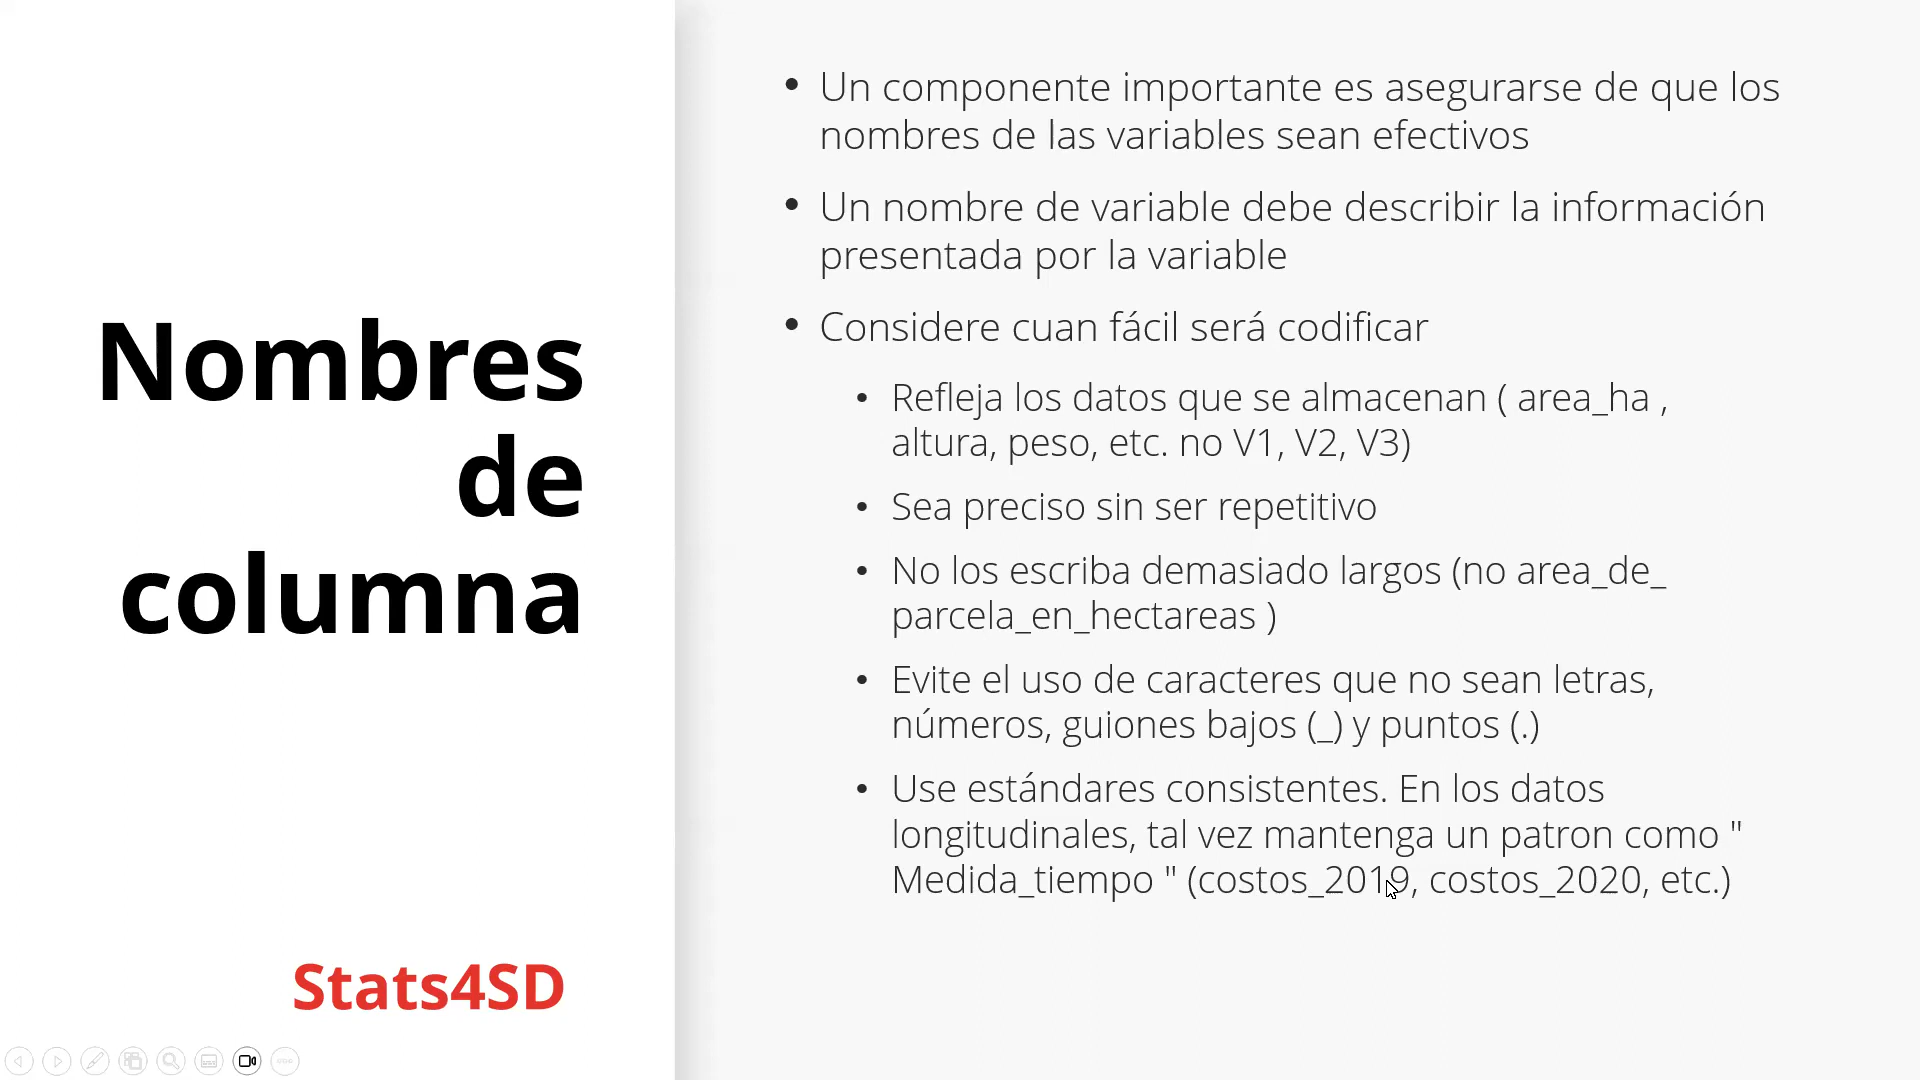 Nombres
de
columna
Stats4SD
• Un componente importante es asegurarse de que los
nombres de las variables sean efectivos
• Un nombre de variable debe describir la información
presentada por la variable
• Considere cuan fácil será codificar
• Refleja los datos que se almacenan ( area_ha ,
altura, peso, etc. no V1, V2, V3)
• Sea preciso sin ser repetitivo
• No los escriba demasiado largos (no area_de_
parcela_en_hectareas )
• Evite el uso de caracteres que no sean letras,
números, guiones bajos (_) y puntos (.)
• Use estándares consistentes. En los datos
longitudinales, tal vez mantenga un patron como "
Medida_tiempo " (costos_2019, costos_2020, etc.)